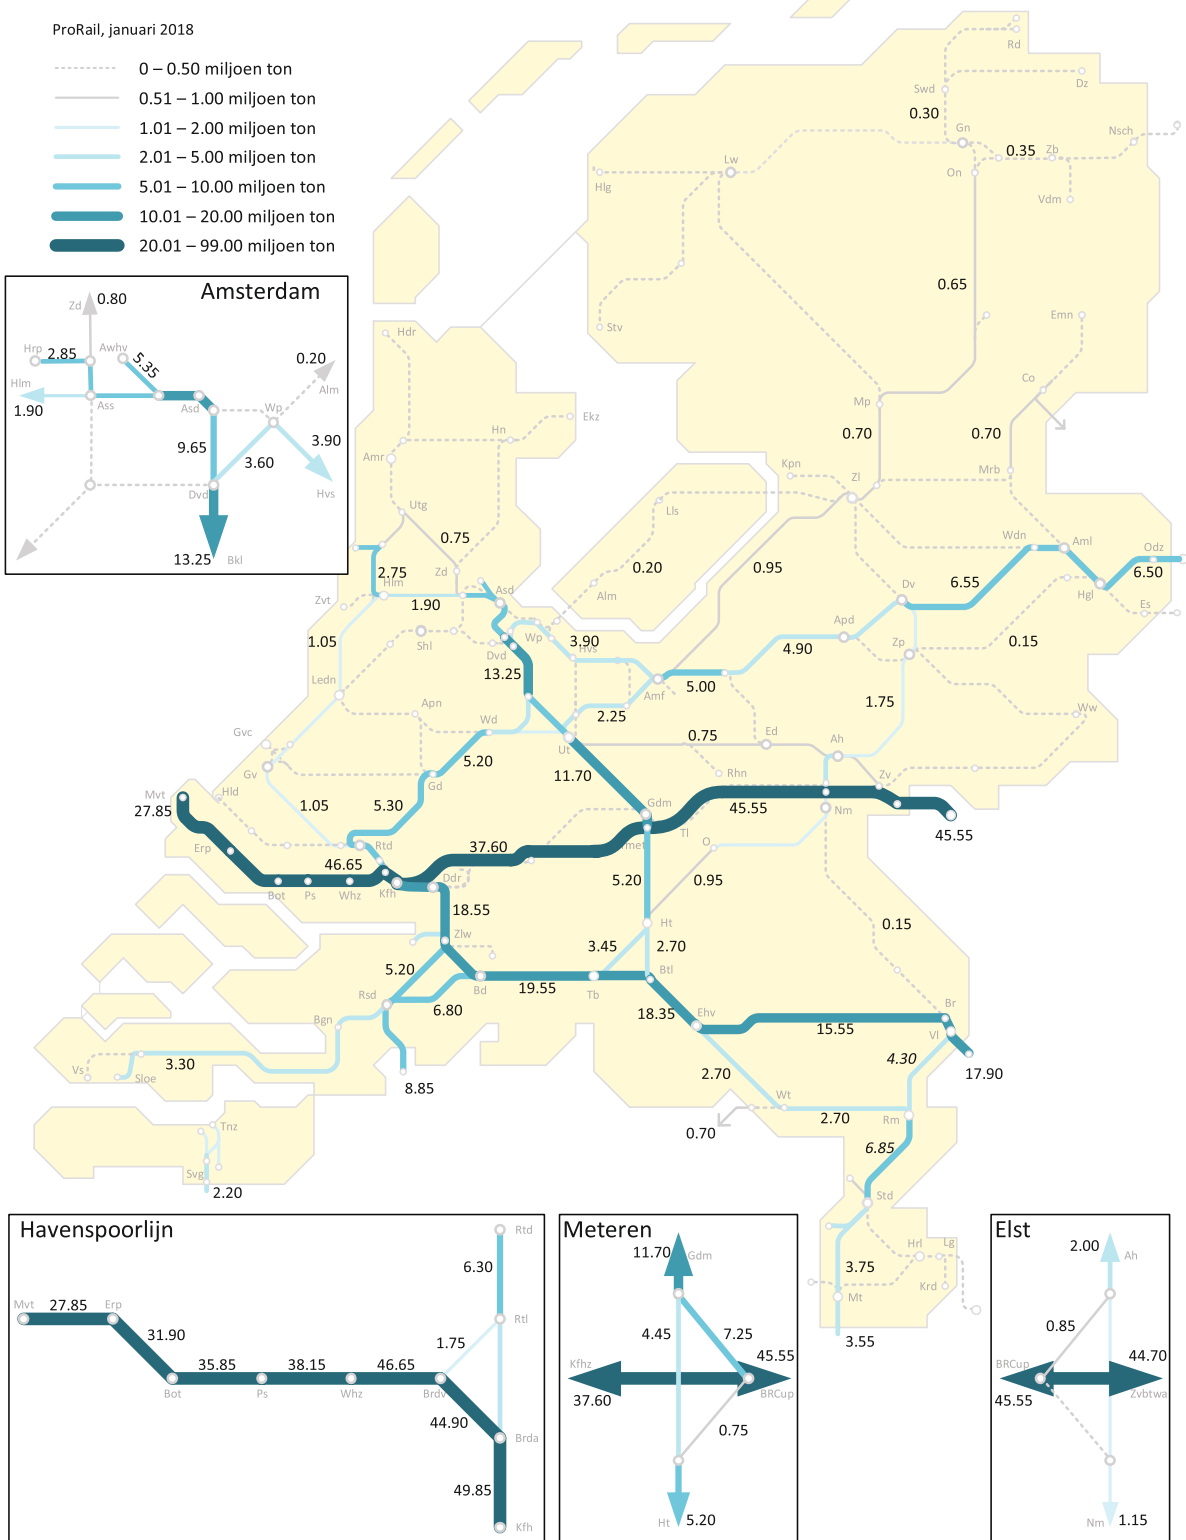 ProRail, januari 2018
0 – 0.50 miljoen ton
0.51 – 1.00 miljoen ton
1.01 – 2.00 miljoen ton
2.01 – 5.00 miljoen ton
5.01 – 10.00 miljoen ton
10.01 – 20.00 miljoen ton
20.01 – 99.00 miljoen ton
Amsterdam
Zd
0.80
Hrp
2.85
Awhv
5.35
0.20
Alm
Hlm
1.90
Ass
Asd
Wp
9.65
3.60
3.90
Hvs
Dvd
13.25
Bkl
Rd
Swd
Dz
0.30
Gn
0.35
Zb
Nsch
On
Vdm
Lw
Hlg
Stv
0.65
Emn
Hdr
Co
Ekz
Mp
Hn
0.70
0.70
Amr
Kpn
Zl
Mrb
Utg
Lls
0.75
Wdn
Aml
Odz
2.75
Zd
0.20
0.95
6.55
6.50
Hlm
Asd
Alm
Dv
Hgl
Zvt
1.90
Es
Apd
1.05
Shl
Wp
3.90
Dvd
Hvs
4.90
Zp
0.15
13.25
Ledn
Amf
5.00
1.75
Apn
Wd
2.25
Ww
Gvc
Ut
0.75
Ed
Ah
5.20
Gv
Gd
11.70
Rhn
Zv
Mvt
Hld
27.85
1.05
5.30
Gdm
45.55
Nm
45.55
Erp
Rtd
Tl
O
46.65
37.60
Bot
Ps
Whz
Kfh
Ddr
5.20
0.95
18.55
Zlw
3.45
Ht
2.70
0.15
5.20
Btl
Rsd
Bd
19.55
Tb
Bgn
6.80
18.35
Ehv
Br
15.55
Vl
3.30
4.30
Vs
Sloe
8.85
2.70
17.90
Wt
2.70
Rm
0.70
Tnz
6.85
Svg
2.20
Std
Hrl
Lg
3.75
Krd
Mt
3.55
Havenspoorlijn
Rtd
6.30
Mvt
27.85
Erp
31.90
1.75
Rtl
35.85
38.15
46.65
Bot
Ps
Whz
Brdv
44.90
Brda
49.85
Kfh
Meteren
11.70
Gdm
4.45
7.25
Kfhz
45.55
37.60
BRCup
0.75
Ht
5.20
Elst
2.00
Ah
0.85
BRCup
44.70
45.55
Zvbtwa
Nm
1.15